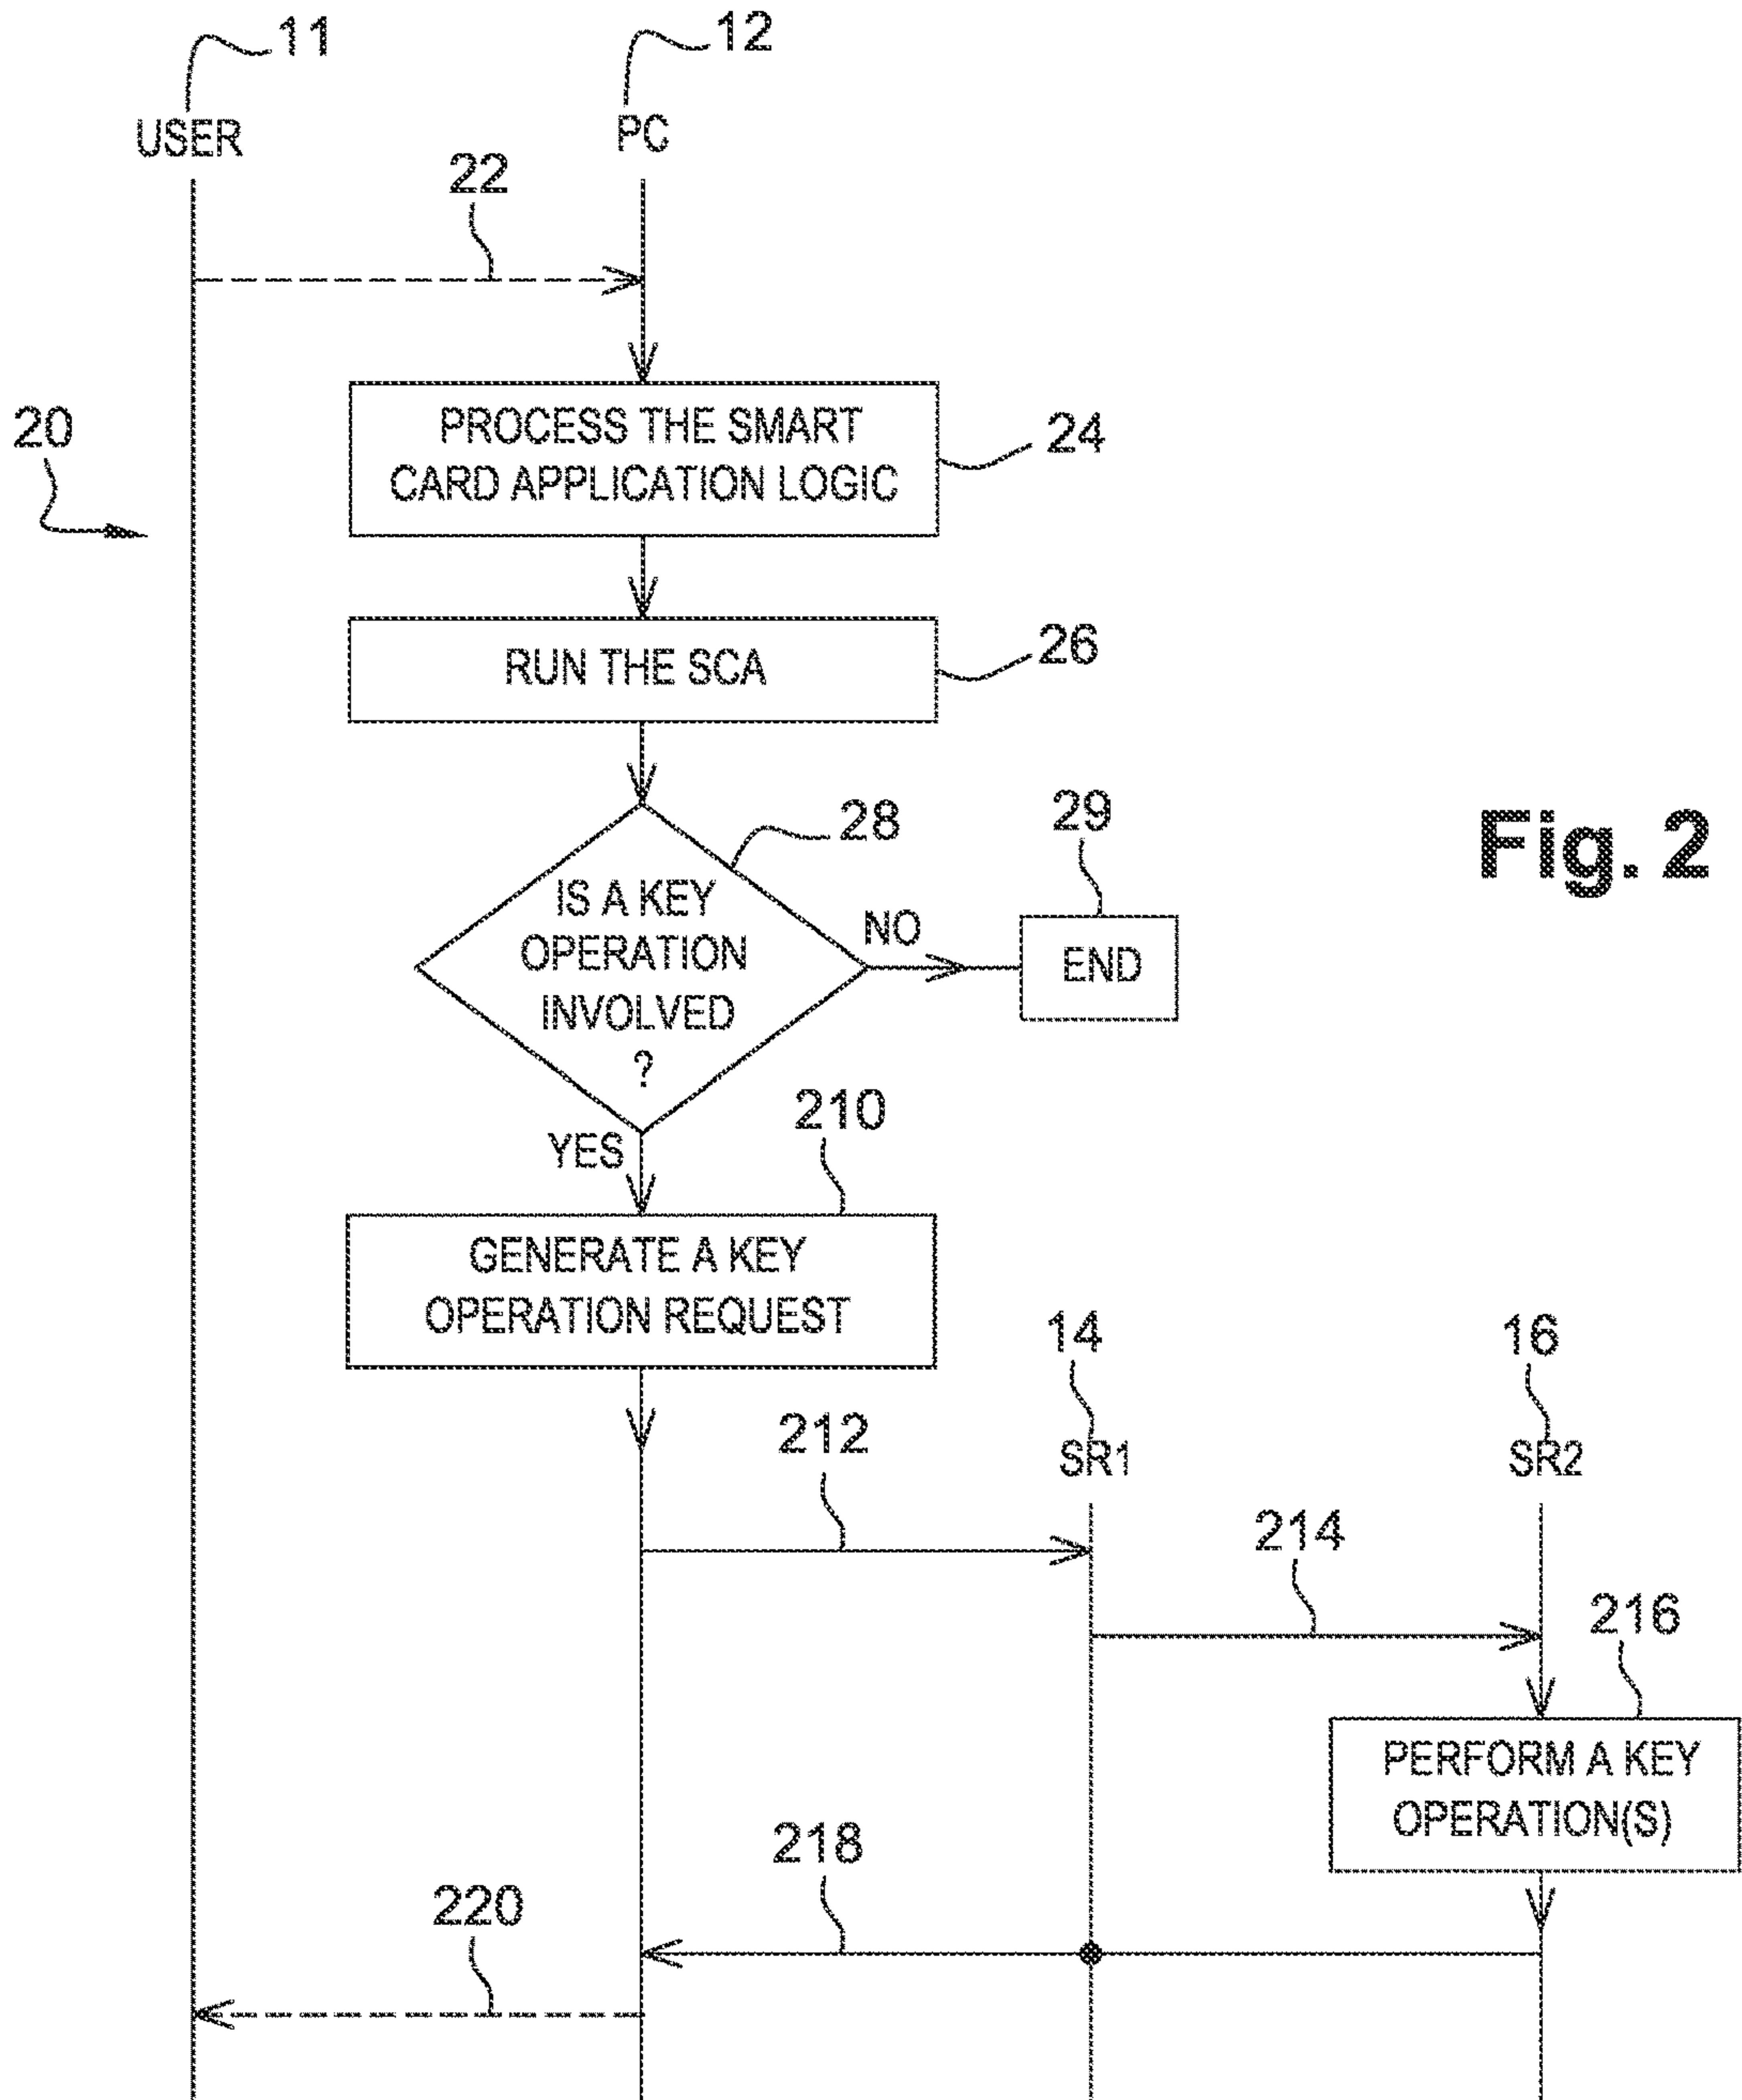 11
12
USER
PC
22
20
PROCESS THE SMART
CARD APPLICATION LOGIC
24
RUN THE SCA
26
28
29
Fig. 2
IS A KEY
OPERATION
INVOLVED
?
NO
END
YES
210
GENERATE A KEY
OPERATION REQUEST
14
16
212
SR1
SR2
214
216
PERFORM A KEY
OPERATION(S)
218
220